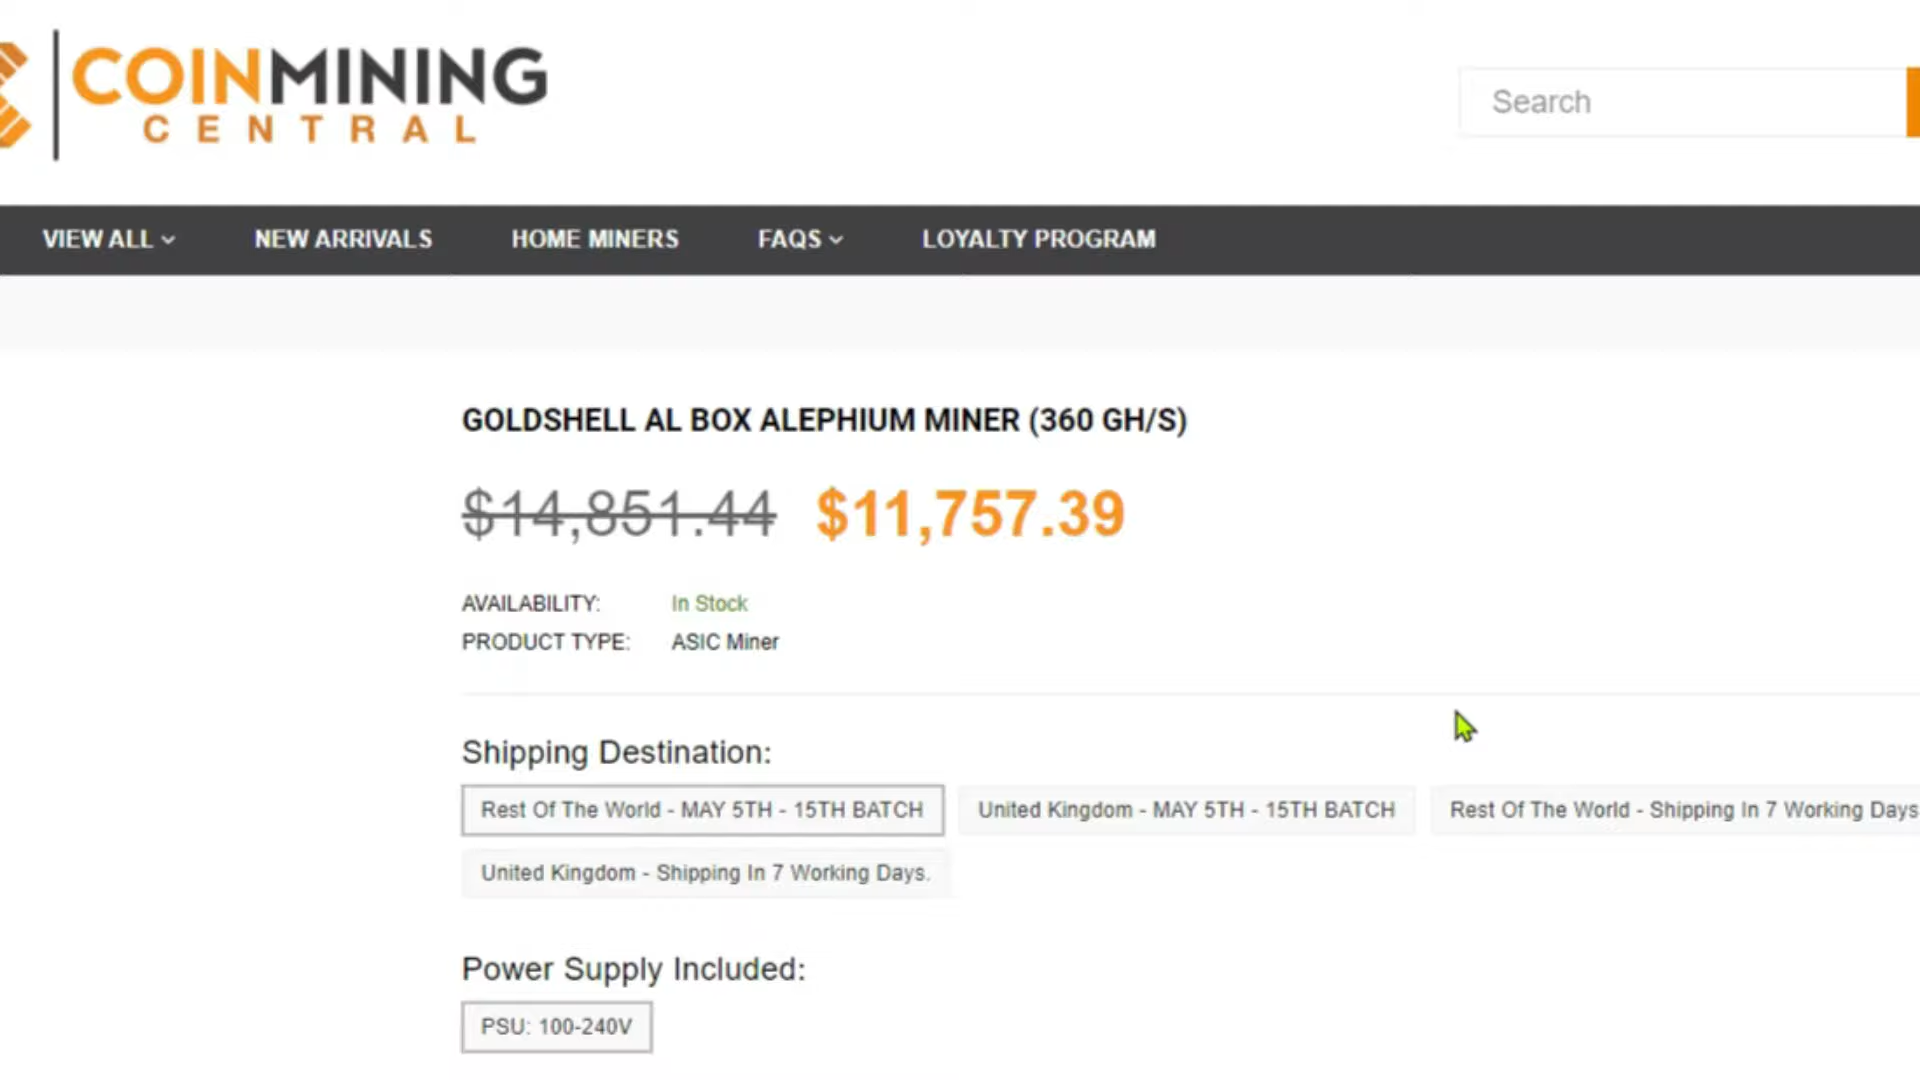 COINMINING
CENTRAL
Search
VIEW ALL NEW ARRIVALS HOME MINERS FAQS LOYALTY PROGRAM
GOLDSHELL AL BOX ALEPHIUM MINER (360 GH/S)
$14,851.44 $11,757.39
AVAILABILITY: In Stock
PRODUCT TYPE: ASIC Miner
Shipping Destination:
Rest Of The World - MAY 5TH - 15TH BATCH United Kingdom - MAY 5TH - 15TH BATCH Rest Of The World - Shipping In 7 Working Days
United Kingdom - Shipping In 7 Working Days.
Power Supply Included:
PSU: 100-240V